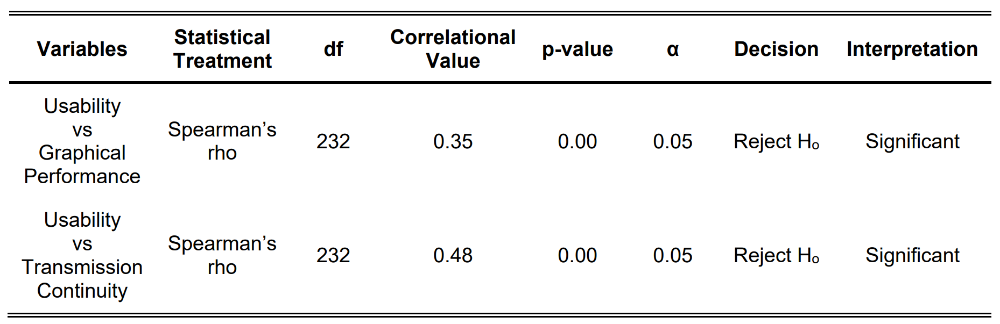 Variables Statistical Treatment df Correlational Value p-value α Decision Interpretation
Usability
vs
Graphical
Performance
Spearman’s
rho
232 0.35 0.00 0.05 Reject Hₒ Significant
Usability
vs
Transmission
Continuity
Spearman’s
rho
232 0.48 0.00 0.05 Reject Hₒ Significant